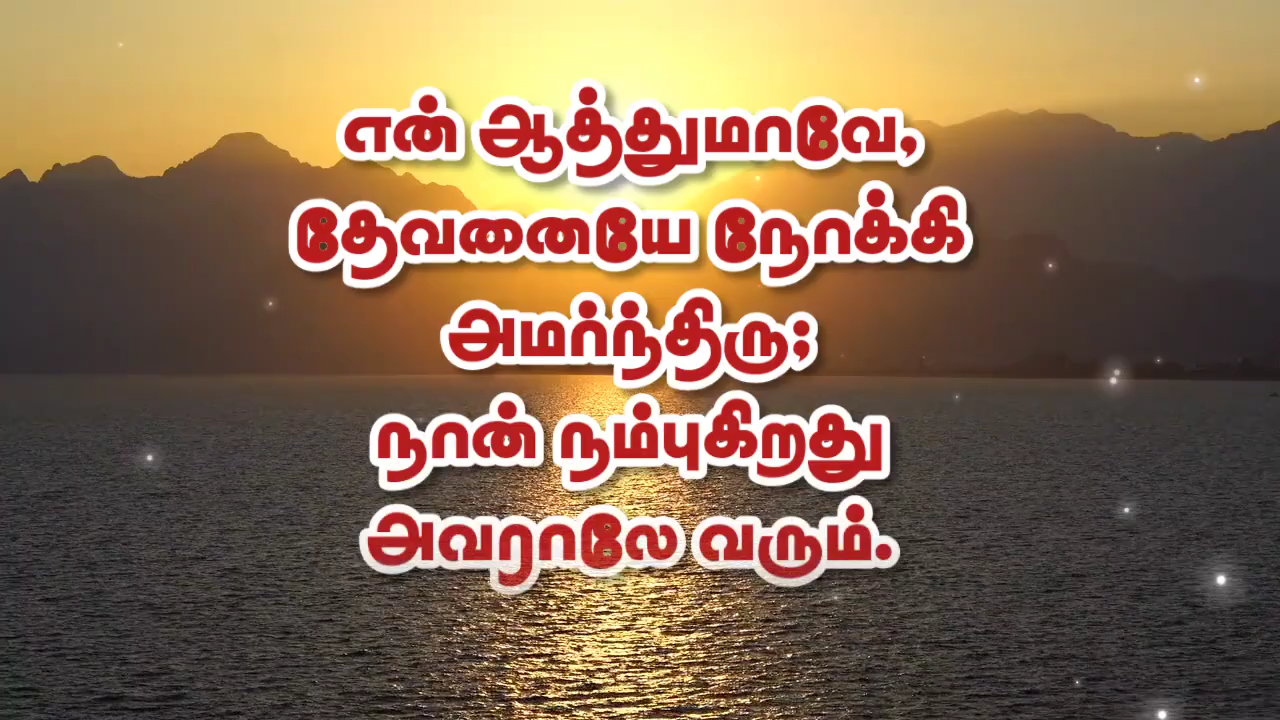 என் ஆத்துமாவே,
தேவனையே நோக்கி
அமர்ந்திரு;
நான் நம்புகிறது
அவராலே வரும்.